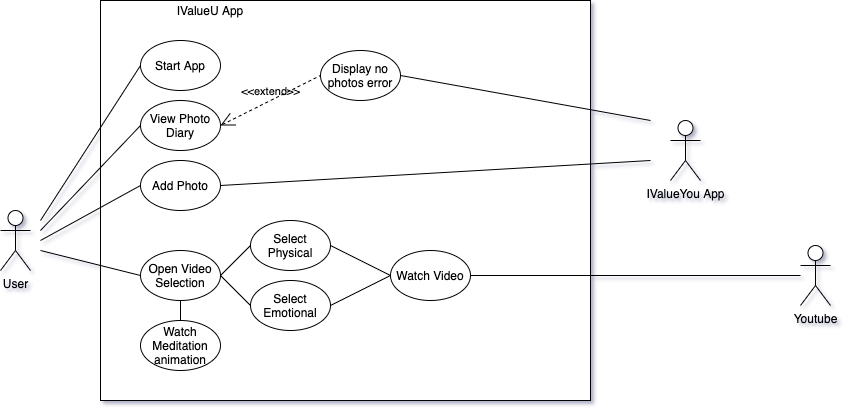 IValueU App
Start App
Display no
photos error
<<extend>>
View Photo
Diary
Add Photo
IValueYou App
User
Select
Physical
Open Video
Selection
Watch Video
Select
Emotional
Youtube
Watch
Meditation
animation